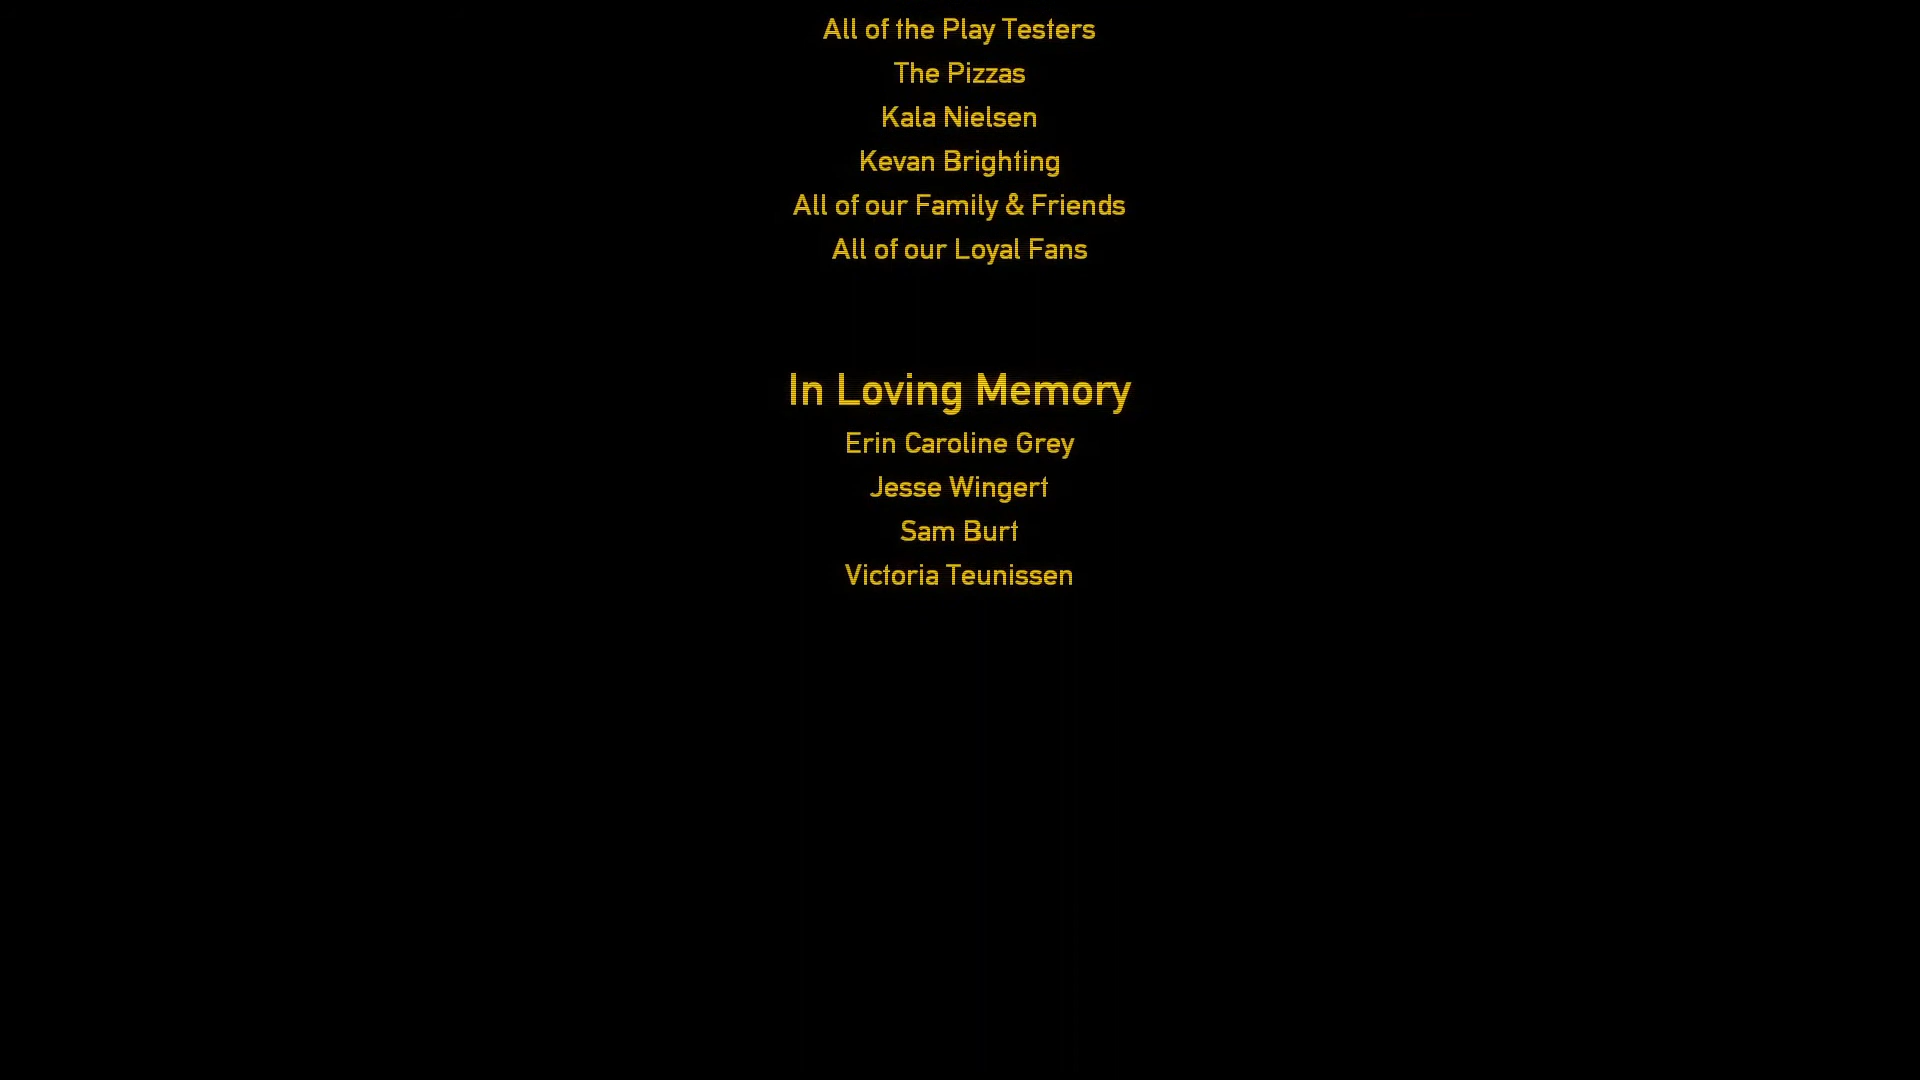 All of the Play Testers
The Pizzas
Kala Nielsen
Kevan Brighting
All of our Family & Friends
All of our Loyal Fans
In Loving Memory
Erin Caroline Grey
Jesse Wingert
Sam Burt
Victoria Teunissen